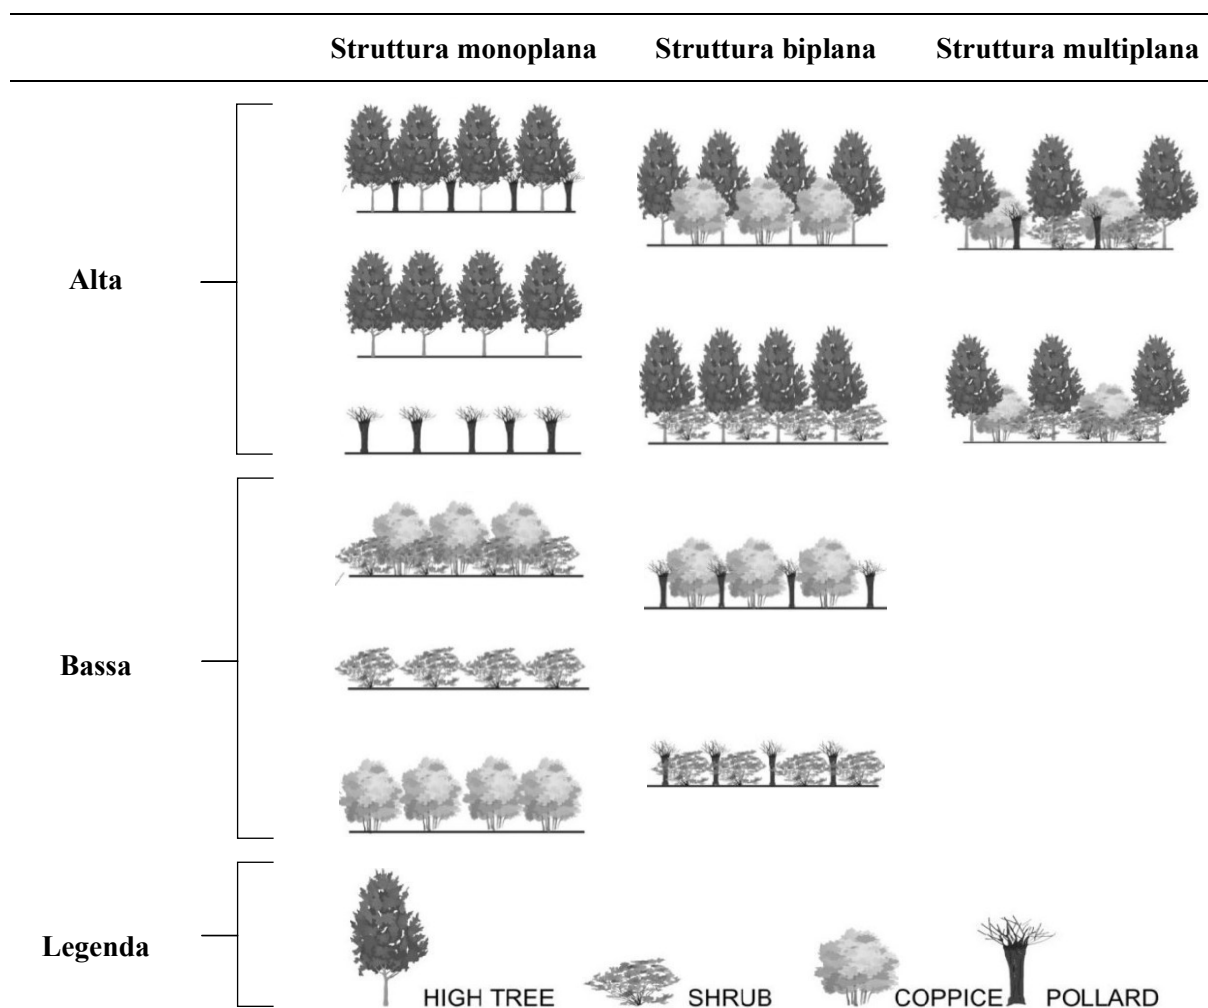 Struttura monoplana Struttura biplana Struttura multiplana
Alta
Bassa
Legenda
HIGH TREE SHRUB COPPICE POLLARD